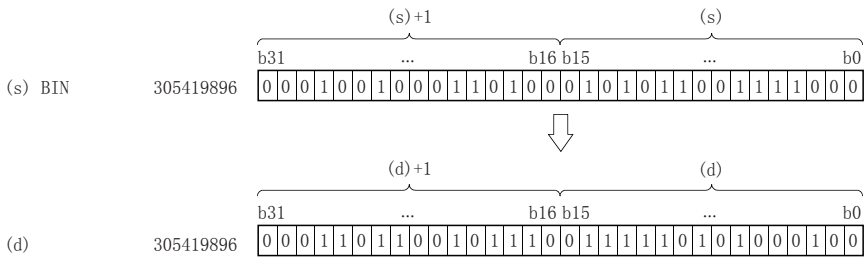 (s)+1 (s)
b31 ... b16 b15 ... b0
(s) BIN 305419896 0 0 0 1 0 0 1 0 0 0 1 1 0 1 0 0 0 1 0 1 0 1 1 0 0 1 1 1 1 0 0 0
(d)+1 (d)
b31 ... b16 b15 ... b0
(d) 305419896 0 0 0 1 1 0 1 1 0 0 1 0 1 1 1 0 0 1 1 1 1 1 0 1 0 1 0 0 0 1 0 0